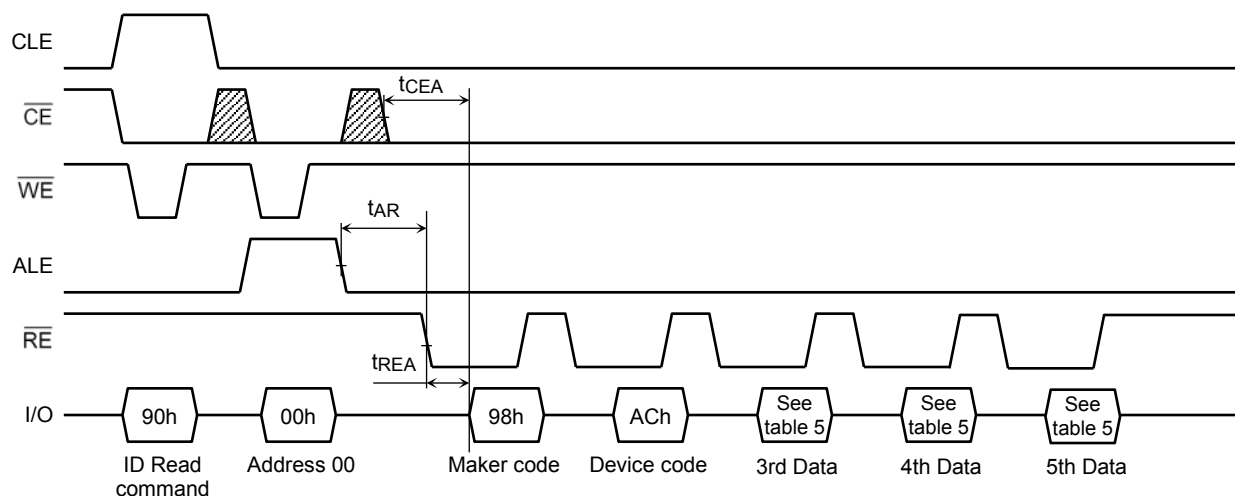 CLE
CE
tCEA
WE
tAR
ALE
RE
tREA
I/O
90h
00h
98h
ACh
See
table 5
See
table 5
See
table 5
ID Read
command
Address 00
Maker code
Device code
3rd Data
4th Data
5th Data